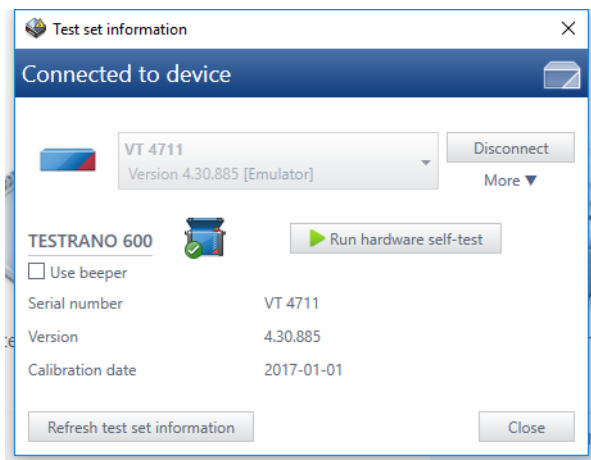 Test set information
Connected to device
VT 4711
Version 4.30.885 [Emulator]
Disconnect
More ▼
TESTRANO 600
Run hardware self-test
Use beeper
Serial number VT 4711
Version 4.30.885
Calibration date 2017-01-01
Refresh test set information
Close